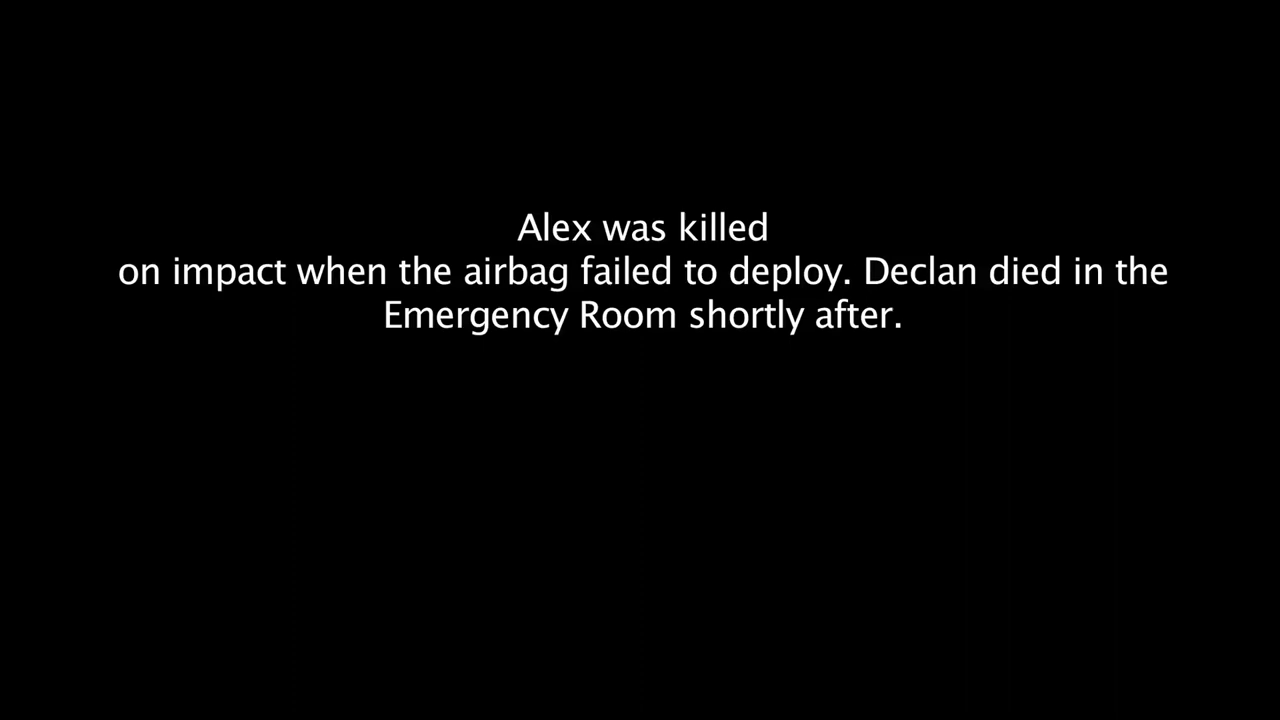 Alex was killed
on impact when the airbag failed to deploy. Declan died in the
Emergency Room shortly after.